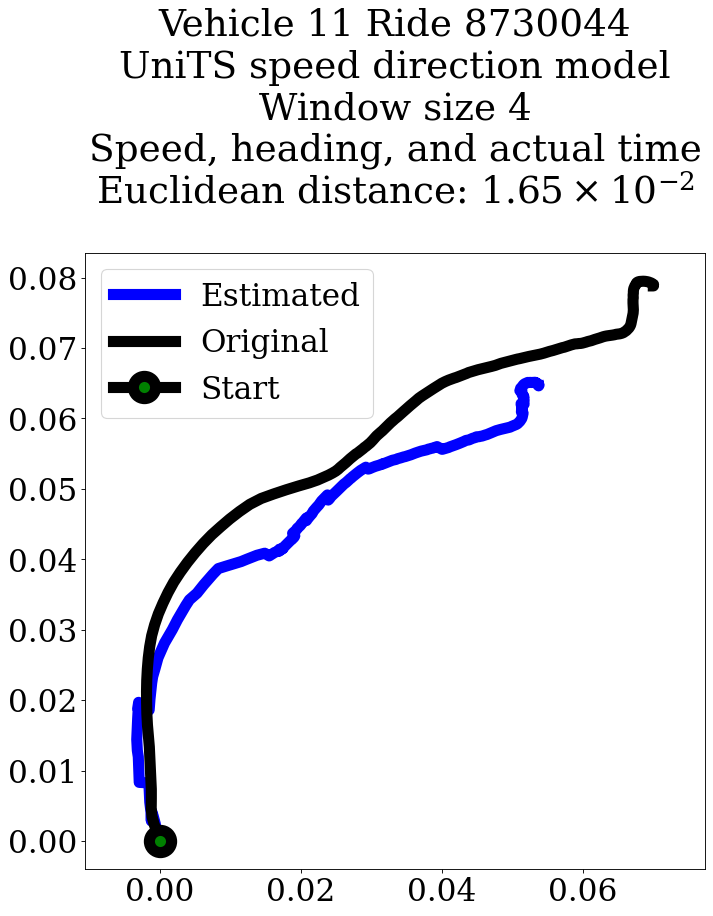 Vehicle 11 Ride 8730044
UniTS speed direction model
Window size 4
Speed, heading, and actual time
Euclidean distance: 1.65 × 10⁻²
Estimated
Original
Start
0.08
0.07
0.06
0.05
0.04
0.03
0.02
0.01
0.00
0.00 0.02 0.04 0.06